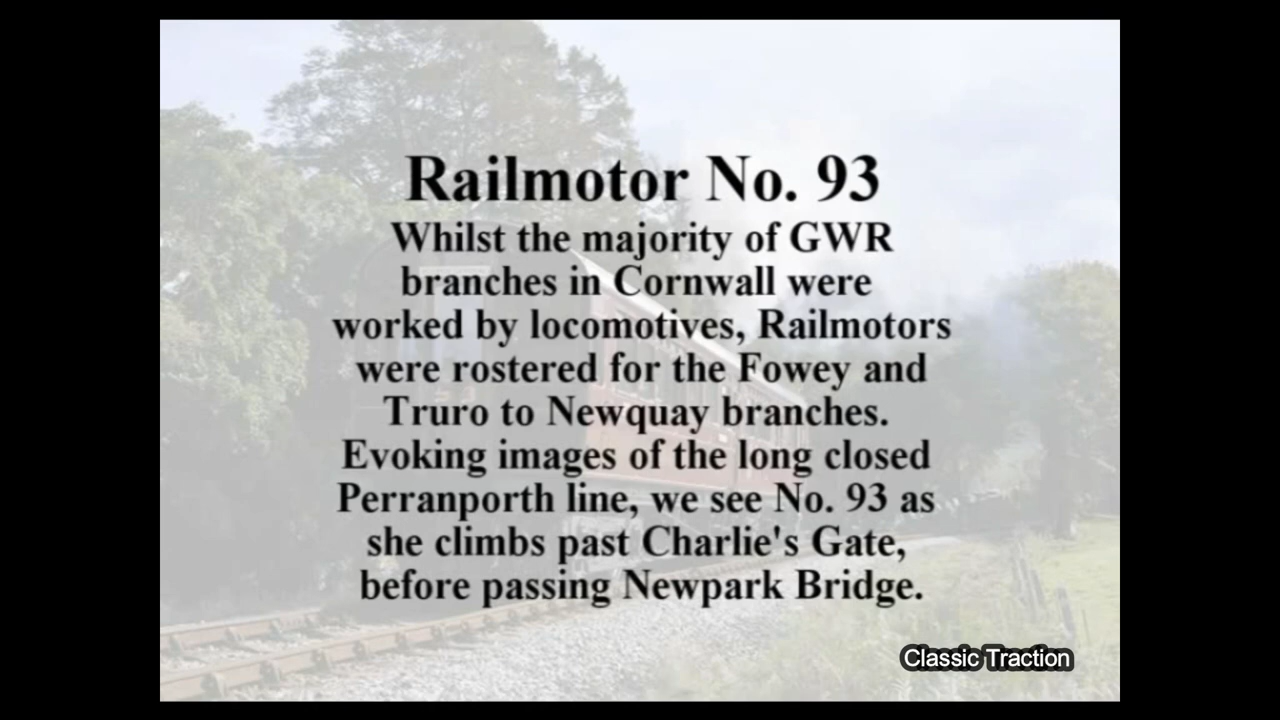 Railmotor No. 93
Whilst the majority of GWR
branches in Cornwall were
worked by locomotives, Railmotors
were rostered for the Fowey and
Truro to Newquay branches.
Evoking images of the long closed
Perranporth line, we see No. 93 as
she climbs past Charlie's Gate,
before passing Newpark Bridge.
Classic Traction